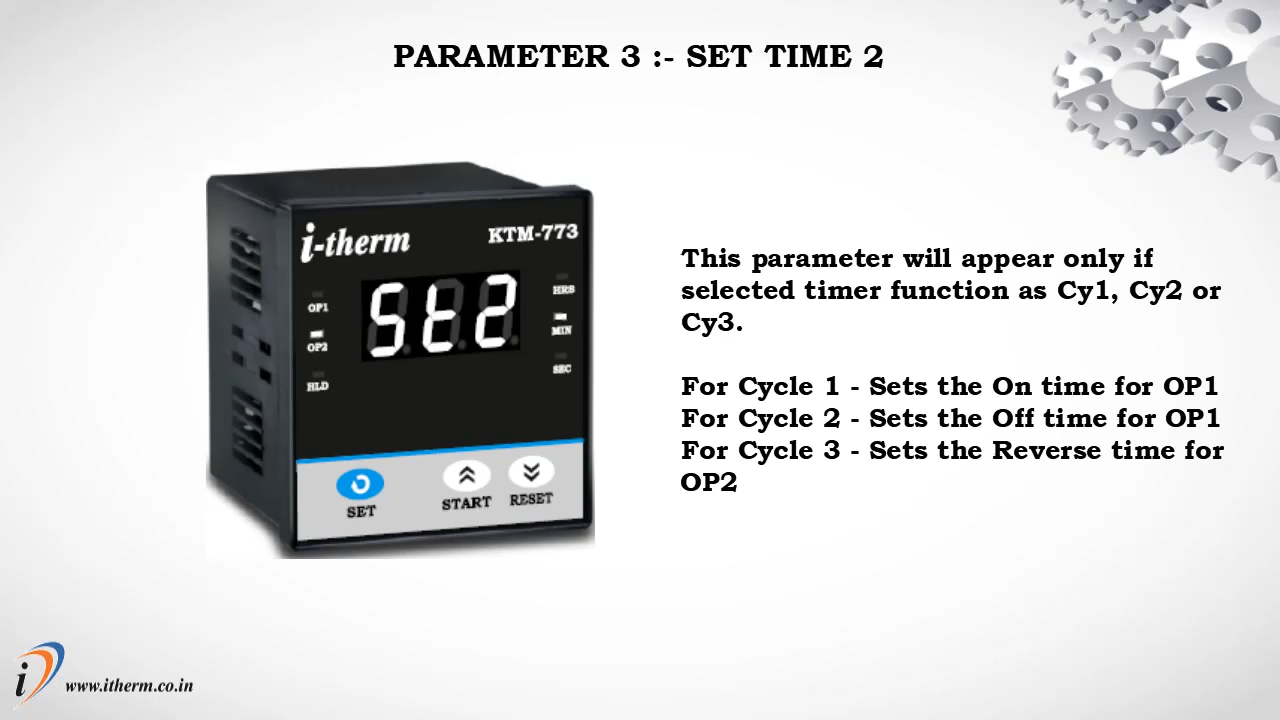 PARAMETER 3 :- SET TIME 2
i-therm
KTM-773
St2
OP1
OP2
HLD
HRS
MIN
SEC
SET
START
RESET
This parameter will appear only if
selected timer function as Cy1, Cy2 or
Cy3.
For Cycle 1 - Sets the On time for OP1
For Cycle 2 - Sets the Off time for OP1
For Cycle 3 - Sets the Reverse time for
OP2
i
www.itherm.co.in